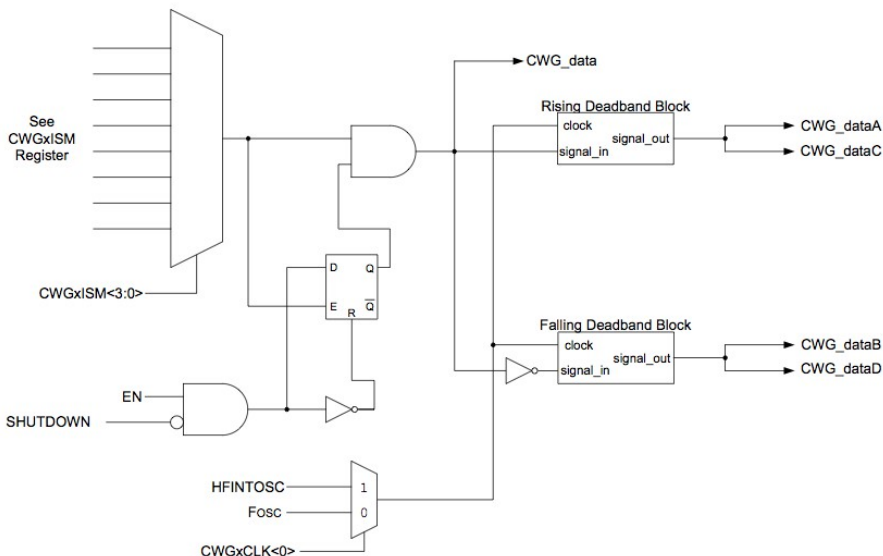 CWG_data
Rising Deadband Block
See
CWGxISM
Register
clock
signal_out
signal_in
CWG_dataA
CWG_dataC
D
Q
E
Q
R
CWGxISM<3:0>
Falling Deadband Block
clock
signal_out
signal_in
CWG_dataB
CWG_dataD
EN
SHUTDOWN
HFINTOSC
1
FOSC
0
CWGxCLK<0>